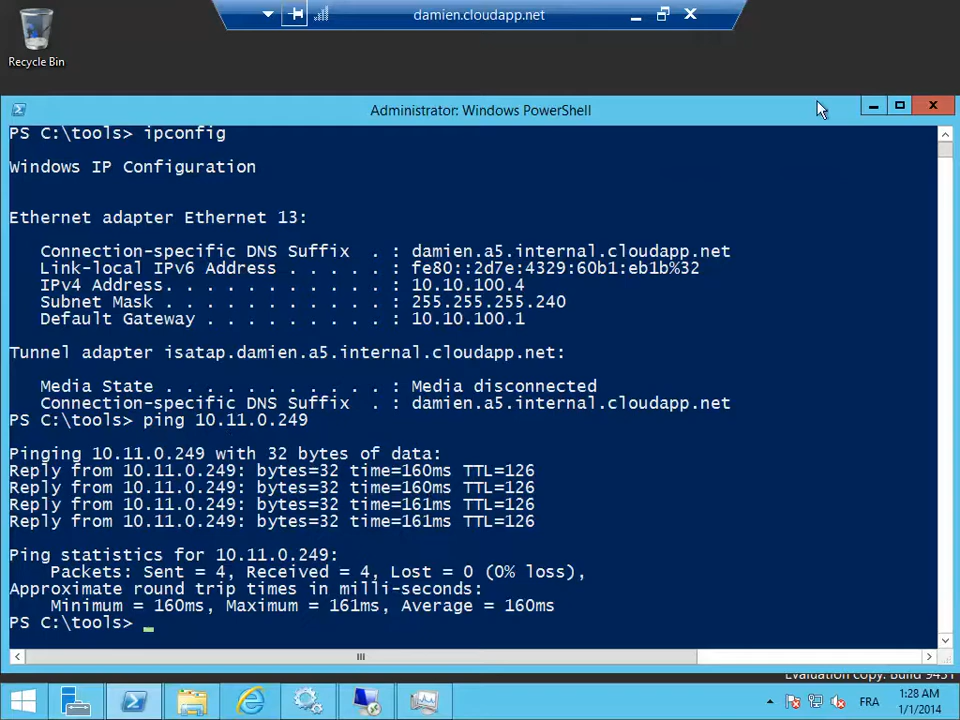 damien.cloudapp.net
Recycle Bin
Administrator: Windows PowerShell
PS C:\tools> ipconfig
Windows IP Configuration
Ethernet adapter Ethernet 13:
Connection-specific DNS Suffix . : damien.a5.internal.cloudapp.net
Link-local IPv6 Address . . . . . : fe80::2d7e:4329:60b1:eb1b%32
IPv4 Address. . . . . . . . . . . : 10.10.100.4
Subnet Mask . . . . . . . . . . . : 255.255.255.240
Default Gateway . . . . . . . . . : 10.10.100.1
Tunnel adapter isatap.damien.a5.internal.cloudapp.net:
Media State . . . . . . . . . . . : Media disconnected
Connection-specific DNS Suffix . : damien.a5.internal.cloudapp.net
PS C:\tools> ping 10.11.0.249
Pinging 10.11.0.249 with 32 bytes of data:
Reply from 10.11.0.249: bytes=32 time=160ms TTL=126
Reply from 10.11.0.249: bytes=32 time=160ms TTL=126
Reply from 10.11.0.249: bytes=32 time=161ms TTL=126
Reply from 10.11.0.249: bytes=32 time=161ms TTL=126
Ping statistics for 10.11.0.249:
Packets: Sent = 4, Received = 4, Lost = 0 (0% loss),
Approximate round trip times in milli-seconds:
Minimum = 160ms, Maximum = 161ms, Average = 160ms
PS C:\tools>
Evaluation copy. Build 9431
FRA
1:28 AM
1/1/2014